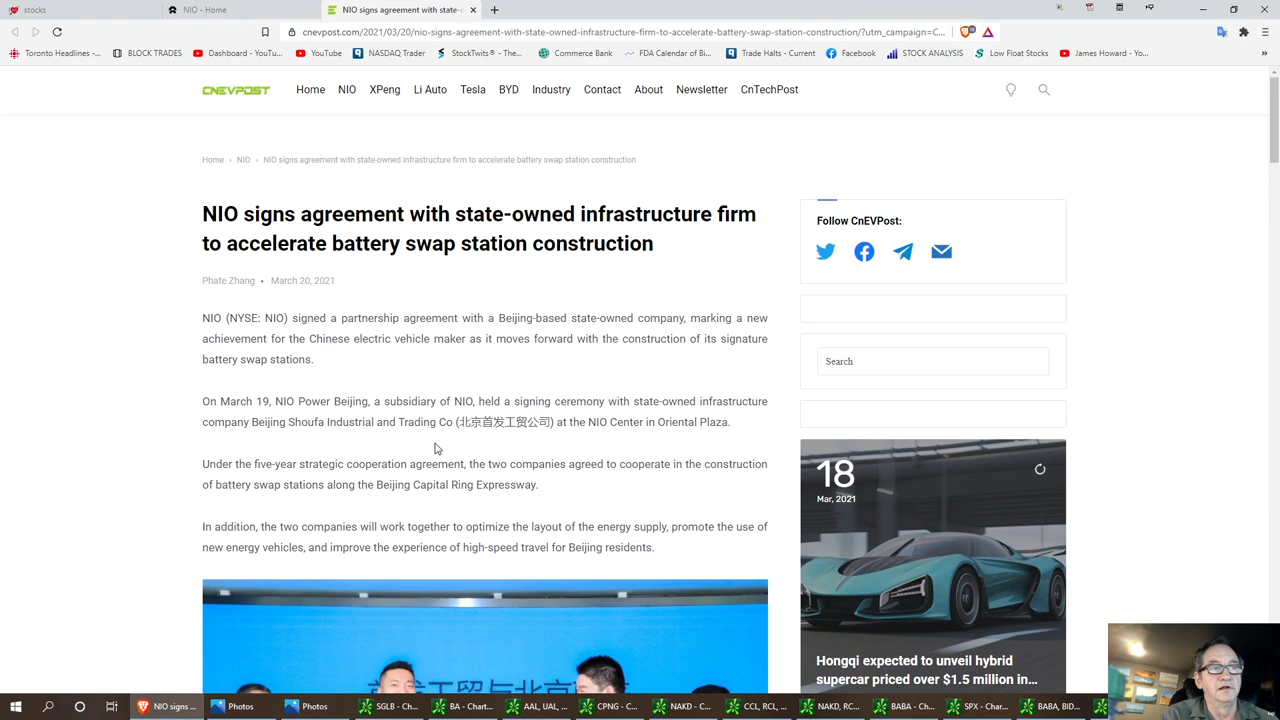 stocks
NIO - Home
NIO signs agreement with state-
cnevpost.com/2021/03/20/nio-signs-agreement-with-state-owned-infrastructure-firm-to-accelerate-battery-swap-station-construction/?utm_campaign=C...
Toronto Headlines -...
BLOCK TRADES
Dashboard - YouTu...
YouTube
NASDAQ Trader
StockTwits® - The...
Commerce Bank
FDA Calendar of Bi...
Trade Halts - Current
Facebook
STOCK ANALYSIS
Low Float Stocks
James Howard - Yo...
CNEVPOST
Home
NIO
XPeng
Li Auto
Tesla
BYD
Industry
Contact
About
Newsletter
CnTechPost
Home › NIO › NIO signs agreement with state-owned infrastructure firm to accelerate battery swap station construction
NIO signs agreement with state-owned infrastructure firm
to accelerate battery swap station construction
Phate Zhang • March 20, 2021
NIO (NYSE: NIO) signed a partnership agreement with a Beijing-based state-owned company, marking a new
achievement for the Chinese electric vehicle maker as it moves forward with the construction of its signature
battery swap stations.
On March 19, NIO Power Beijing, a subsidiary of NIO, held a signing ceremony with state-owned infrastructure
company Beijing Shoufa Industrial and Trading Co (北京首发工贸公司) at the NIO Center in Oriental Plaza.
Under the five-year strategic cooperation agreement, the two companies agreed to cooperate in the construction
of battery swap stations along the Beijing Capital Ring Expressway.
In addition, the two companies will work together to optimize the layout of the energy supply, promote the use of
new energy vehicles, and improve the experience of high-speed travel for Beijing residents.
Follow CnEVPost:
Search
18
Mar, 2021
Hongqi expected to unveil hybrid
supercar priced over $1.5 million in...
NIO signs ...
Photos
Photos
SGLB - C...
BA - Chart...
AAL, UAL, ...
CPNG - C...
NAKD - C...
CCL, RCL, ...
NAKD, RC...
BABA - Ch...
SPX - Char...
BABA, BID...